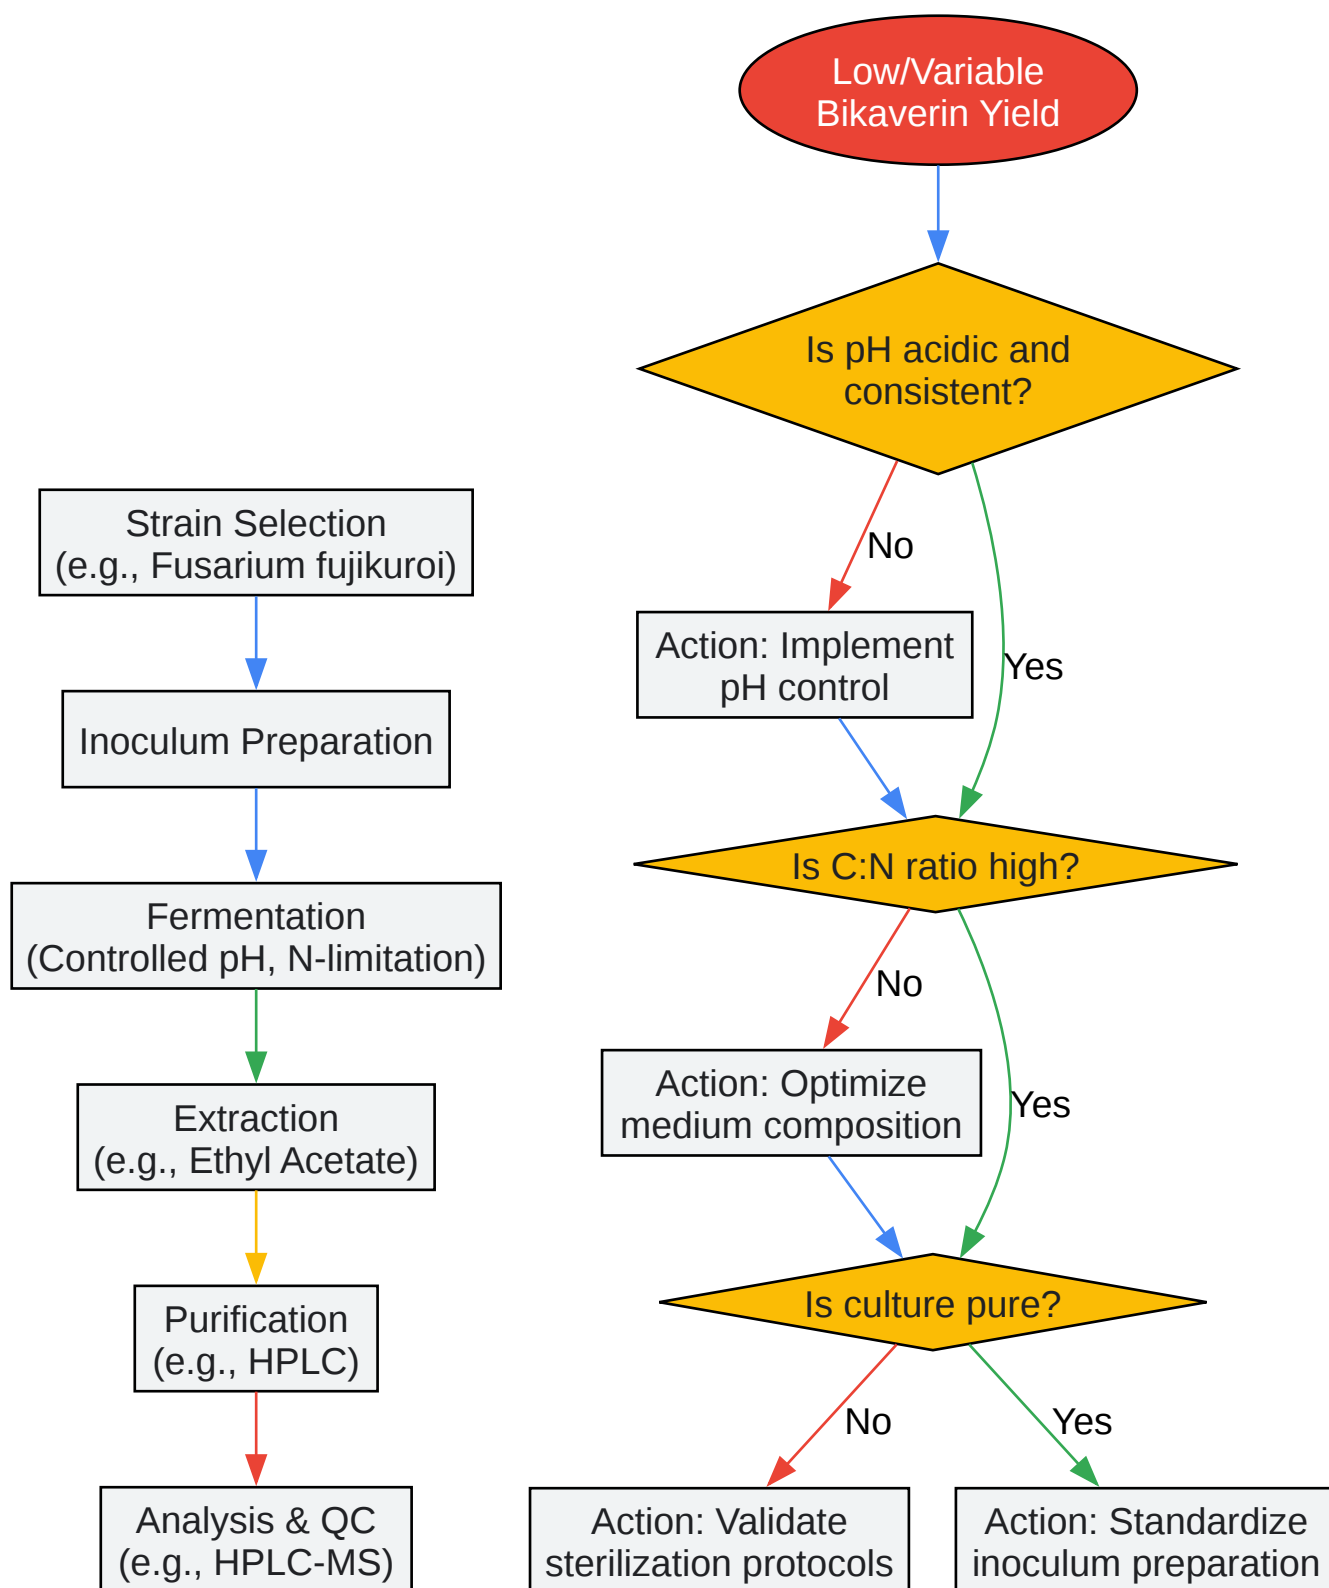 Low/Variable
Bikaverin Yield
Is pH acidic and
consistent?
No
Yes
Action: Implement
pH control
Is C:N ratio high?
No
Yes
Action: Optimize
medium composition
Is culture pure?
No
Yes
Action: Validate
sterilization protocols
Action: Standardize
inoculum preparation
Strain Selection
(e.g., Fusarium fujikuroi)
Inoculum Preparation
Fermentation
(Controlled pH, N-limitation)
Extraction
(e.g., Ethyl Acetate)
Purification
(e.g., HPLC)
Analysis & QC
(e.g., HPLC-MS)